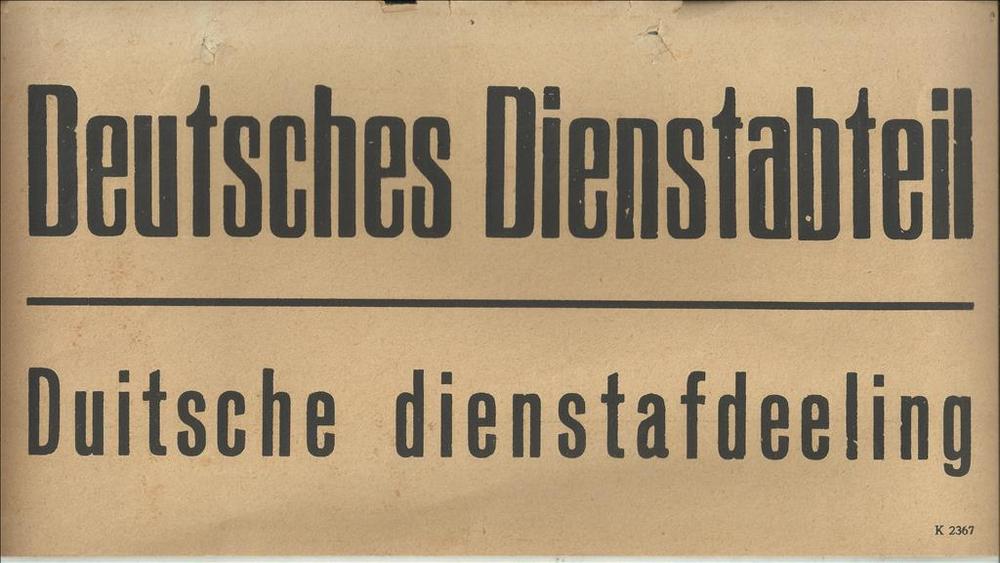 Deutsches Dienstabteil
Duitsche dienstafdeeling
K 2367